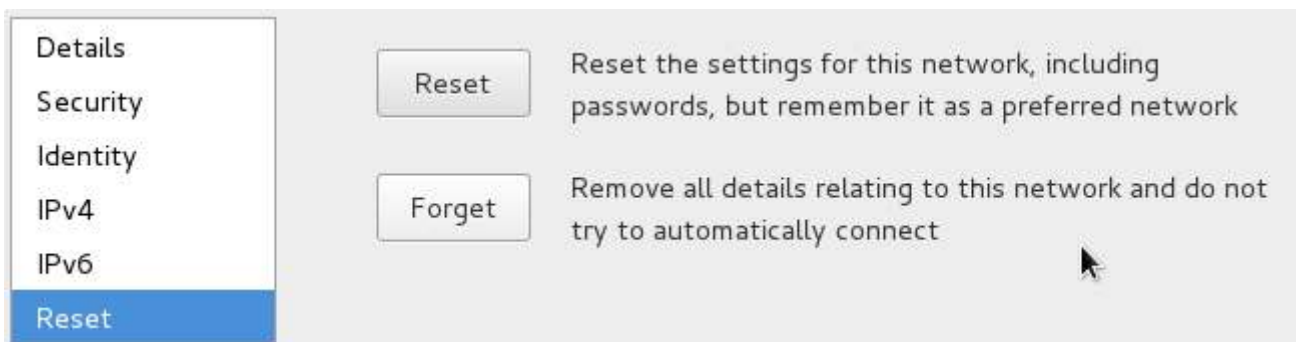 Details
Security
Identity
IPv4
IPv6
Reset
Reset
Reset the settings for this network, including
passwords, but remember it as a preferred network
Forget
Remove all details relating to this network and do not
try to automatically connect